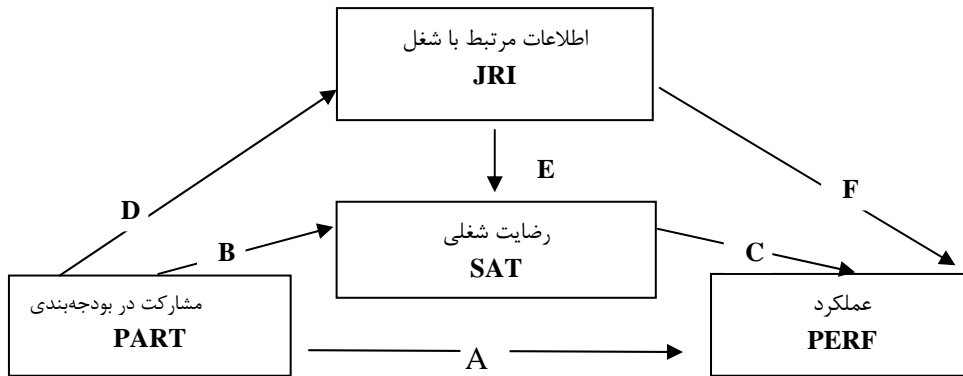 اطلاعات مرتبط با شغل
JRI
E
F
D
رضایت شغلی
SAT
B
C
مشارکت در بودجه‌بندی
PART
عملکرد
PERF
A